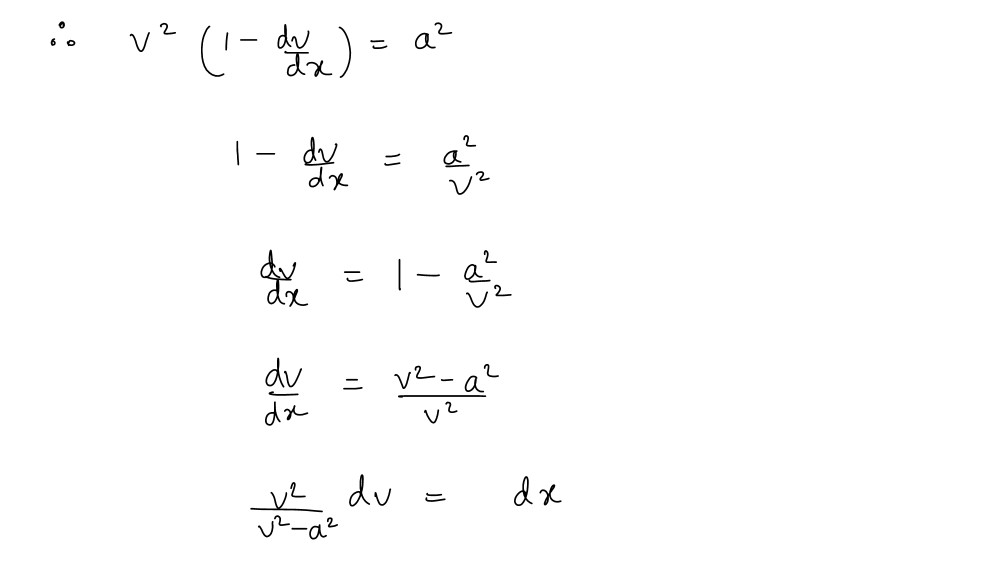 ∴ v² (1 - dv/dx) = a²
1 - dv/dx = a²/v²
dv/dx = 1 - a²/v²
dv/dx = (v² - a²)/v²
v²/(v² - a²) dv = dx